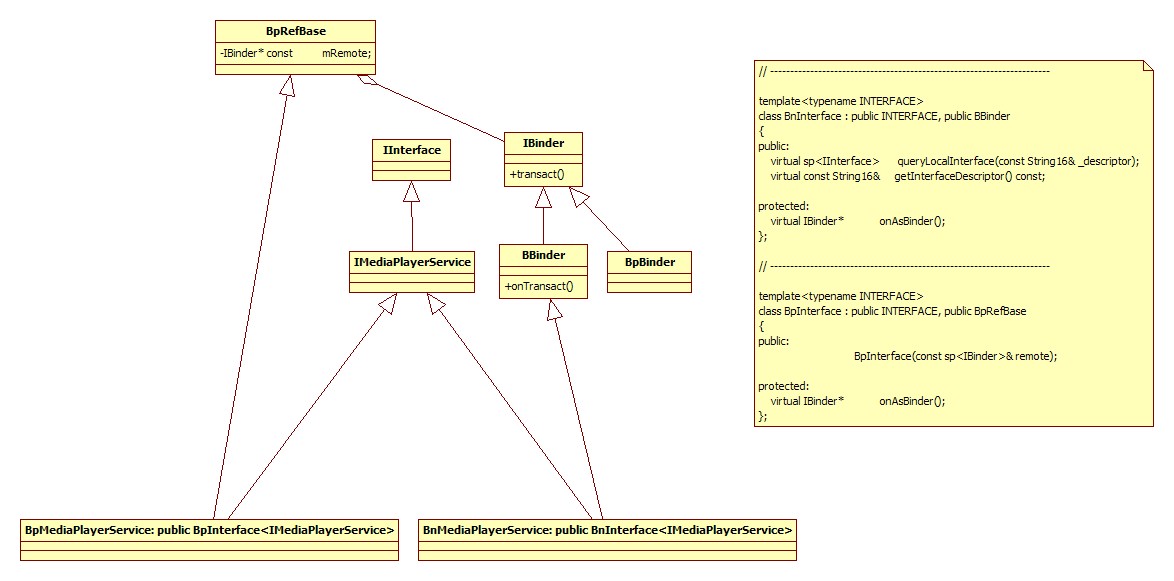 BpRefBase
-IBinder* const mRemote;
IInterface
IBinder
+transact()
IMediaPlayerService
BBinder
+onTransact()
BpBinder
BpMediaPlayerService: public BpInterface<IMediaPlayerService>
BnMediaPlayerService: public BnInterface<IMediaPlayerService>
// ----------------------------------------------------------------------
template<typename INTERFACE>
class BnInterface : public INTERFACE, public BBinder
{
public:
virtual sp<IInterface> queryLocalInterface(const String16& _descriptor);
virtual const String16& getInterfaceDescriptor() const;
protected:
virtual IBinder* onAsBinder();
};
// ----------------------------------------------------------------------
template<typename INTERFACE>
class BpInterface : public INTERFACE, public BpRefBase
{
public:
BpInterface(const sp<IBinder>& remote);
protected:
virtual IBinder* onAsBinder();
};